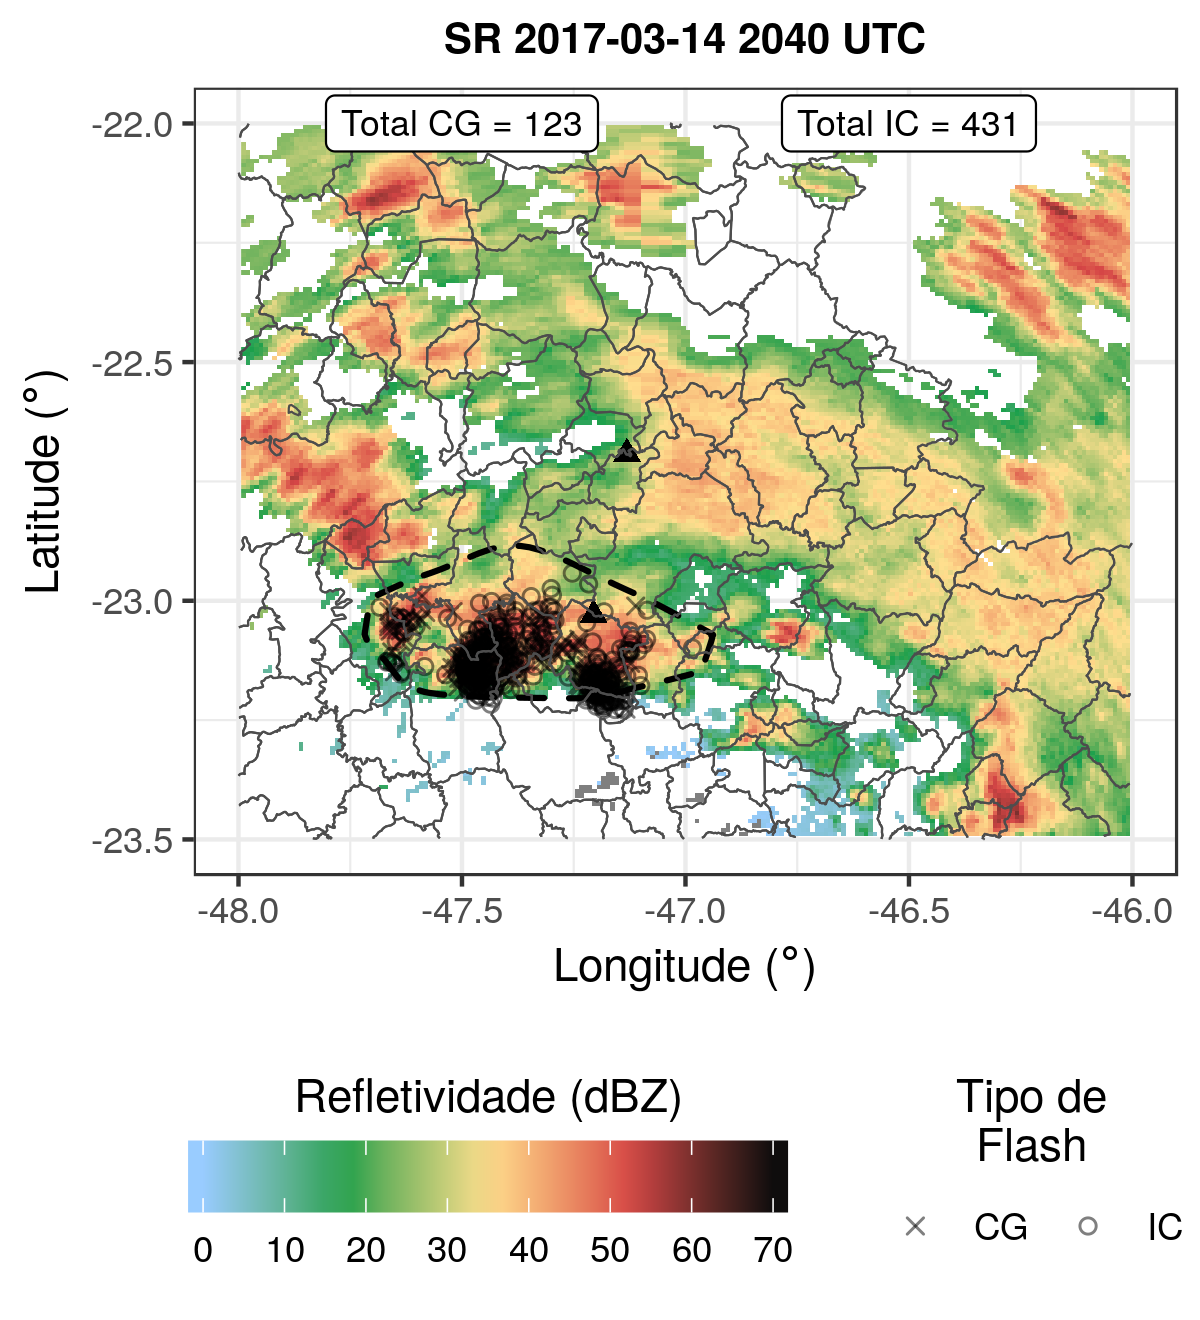 SR 2017-03-14 2040 UTC
Total CG = 123
Total IC = 431
-22.0
-22.5
-23.0
-23.5
Latitude (°)
-48.0 -47.5 -47.0 -46.5 -46.0
Longitude (°)
Refletividade (dBZ)
0 10 20 30 40 50 60 70
Tipo de
Flash
CG IC